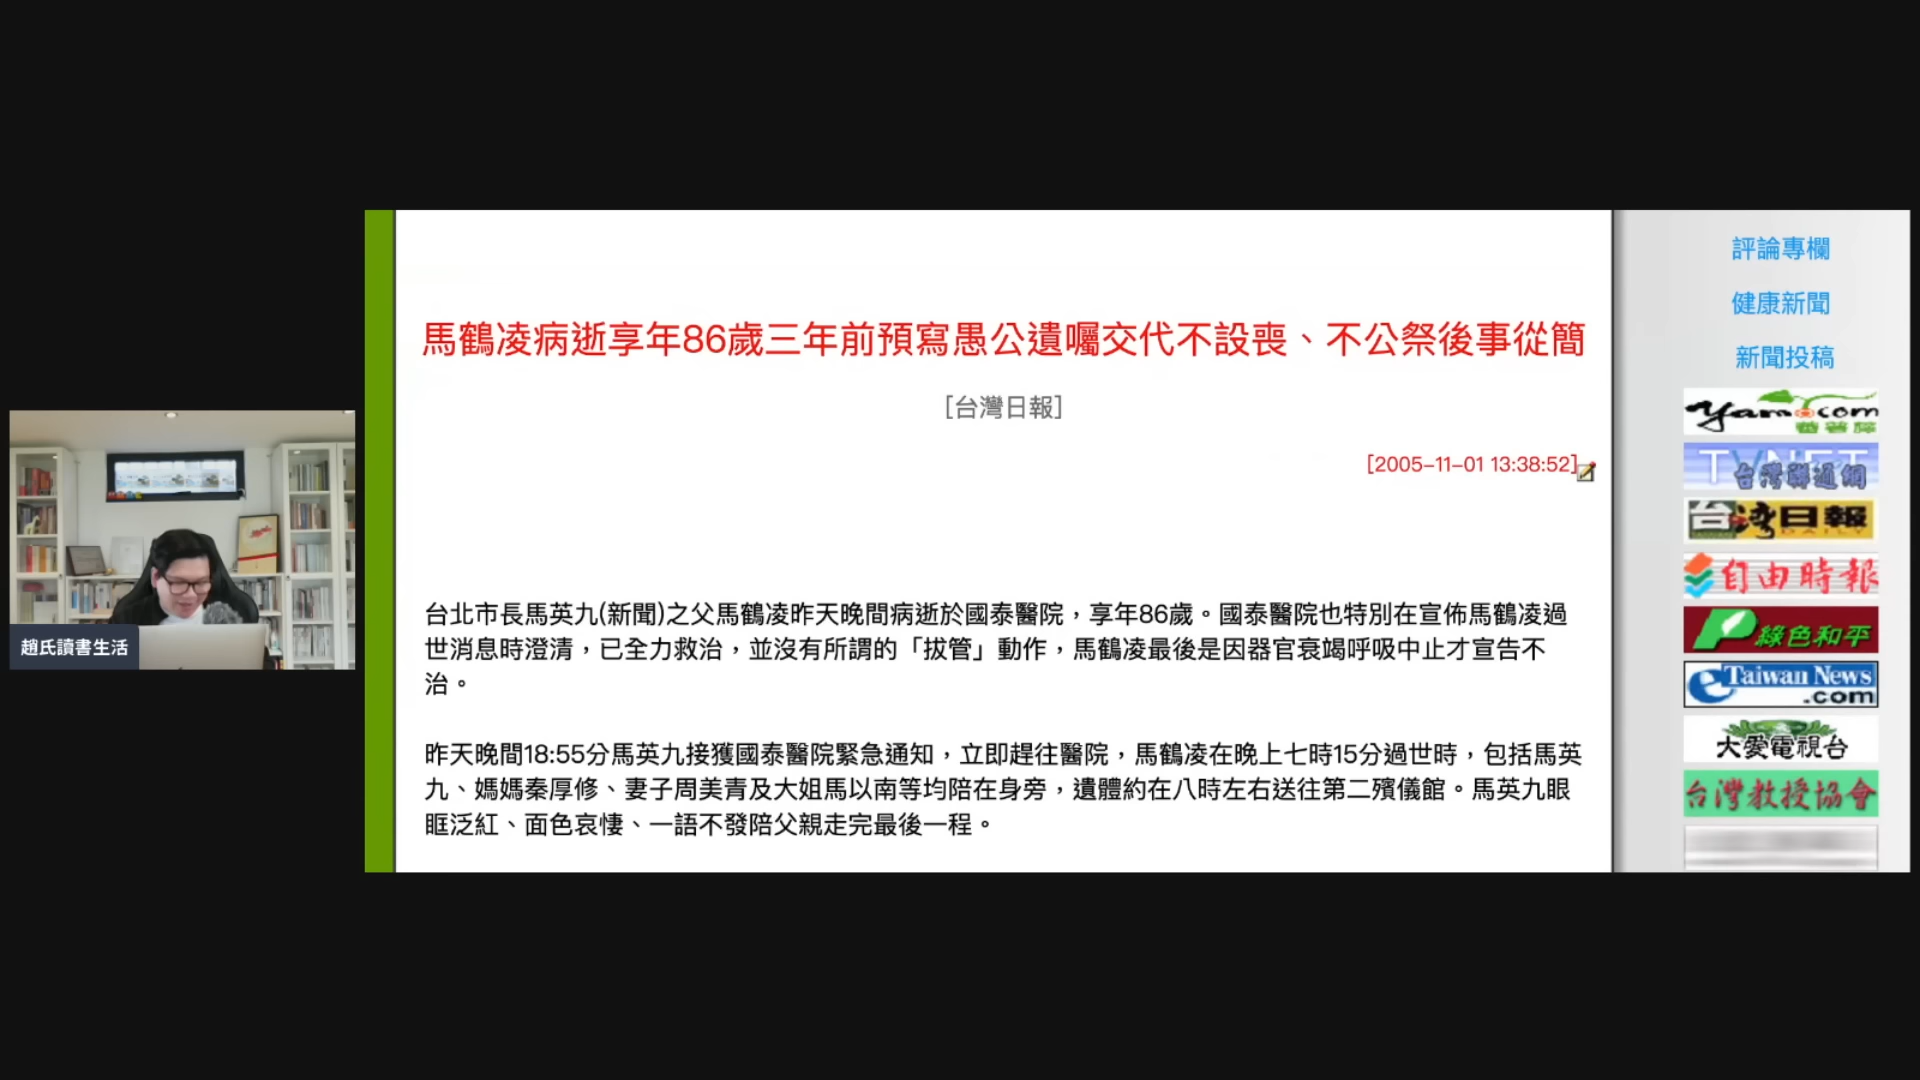 馬鶴凌病逝享年86歲三年前預寫愚公遺囑交代不設喪、不公祭後事從簡
[台灣日報]
[2005-11-01 13:38:52]
台北市長馬英九(新聞)之父馬鶴凌昨天晚間病逝於國泰醫院，享年86歲。國泰醫院也特別在宣佈馬鶴凌過
世消息時澄清，已全力救治，並沒有所謂的「拔管」動作，馬鶴凌最後是因器官衰竭呼吸中止才宣告不
治。
昨天晚間18:55分馬英九接獲國泰醫院緊急通知，立即趕往醫院，馬鶴凌在晚上七時15分過世時，包括馬英
九、媽媽秦厚修、妻子周美青及大姐馬以南等均陪在身旁，遺體約在八時左右送往第二殯儀館。馬英九眼
眶泛紅、面色哀悽、一語不發陪父親走完最後一程。
評論專欄
健康新聞
新聞投稿
yam.com
蕃薯藤
TVNET
台灣聯通網
台灣日報
自由時報
綠色和平
eTaiwan News
.com
大愛電視台
台灣教授協會
趙氏讀書生活